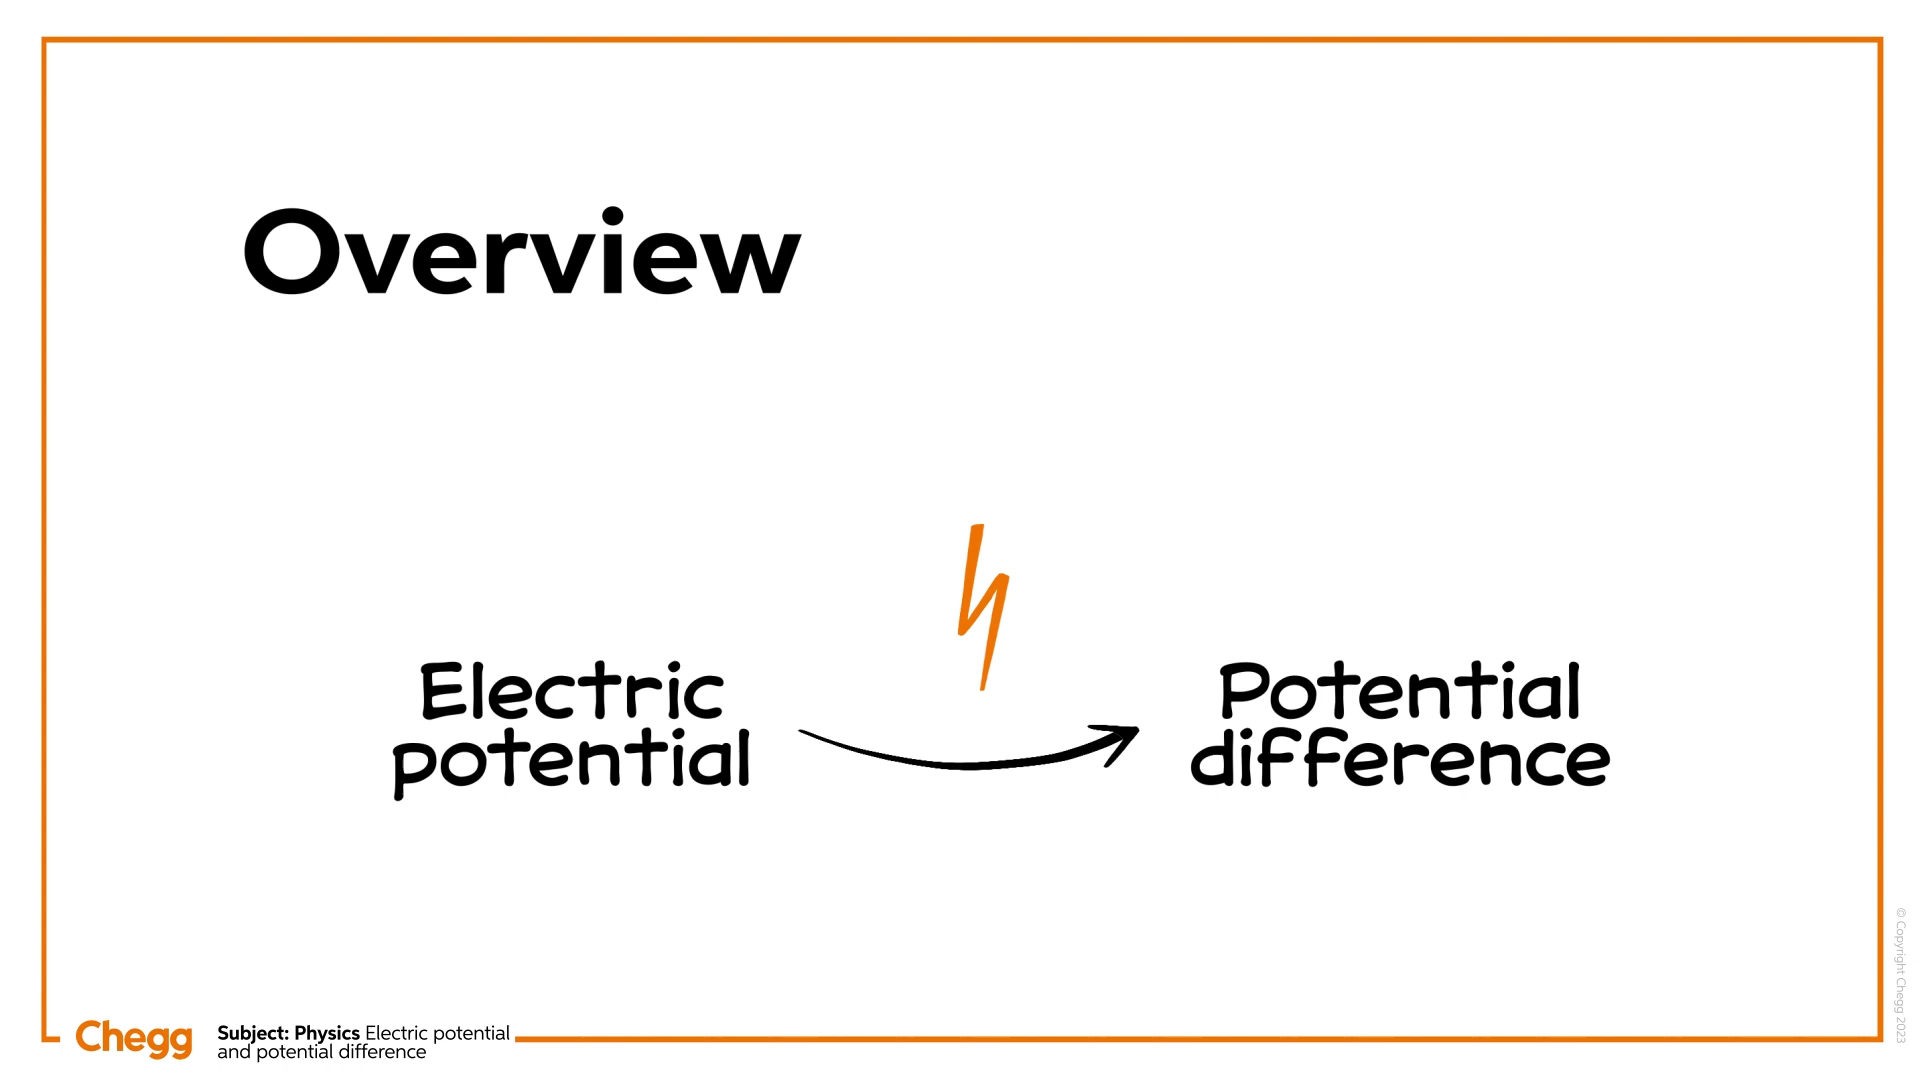 Overview
Electric
potential
Potential
difference
Chegg
Subject: Physics Electric potential
and potential difference
© Copyright Chegg 2023